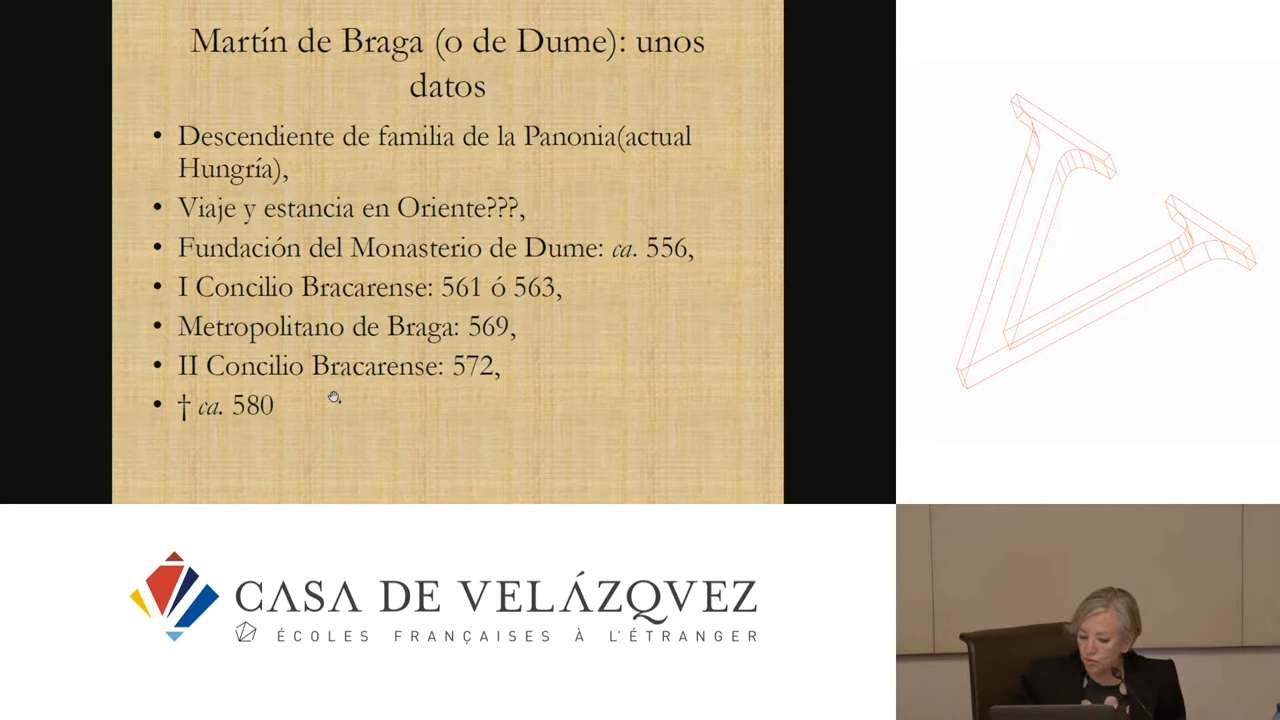 Martín de Braga (o de Dume): unos
datos
• Descendiente de familia de la Panonia(actual
Hungría),
• Viaje y estancia en Oriente???,
• Fundación del Monasterio de Dume: ca. 556,
• I Concilio Bracarense: 561 ó 563,
• Metropolitano de Braga: 569,
• II Concilio Bracarense: 572,
• † ca. 580
CASA DE VELÁZQVEZ
ÉCOLES FRANÇAISES À L'ÉTRANGER